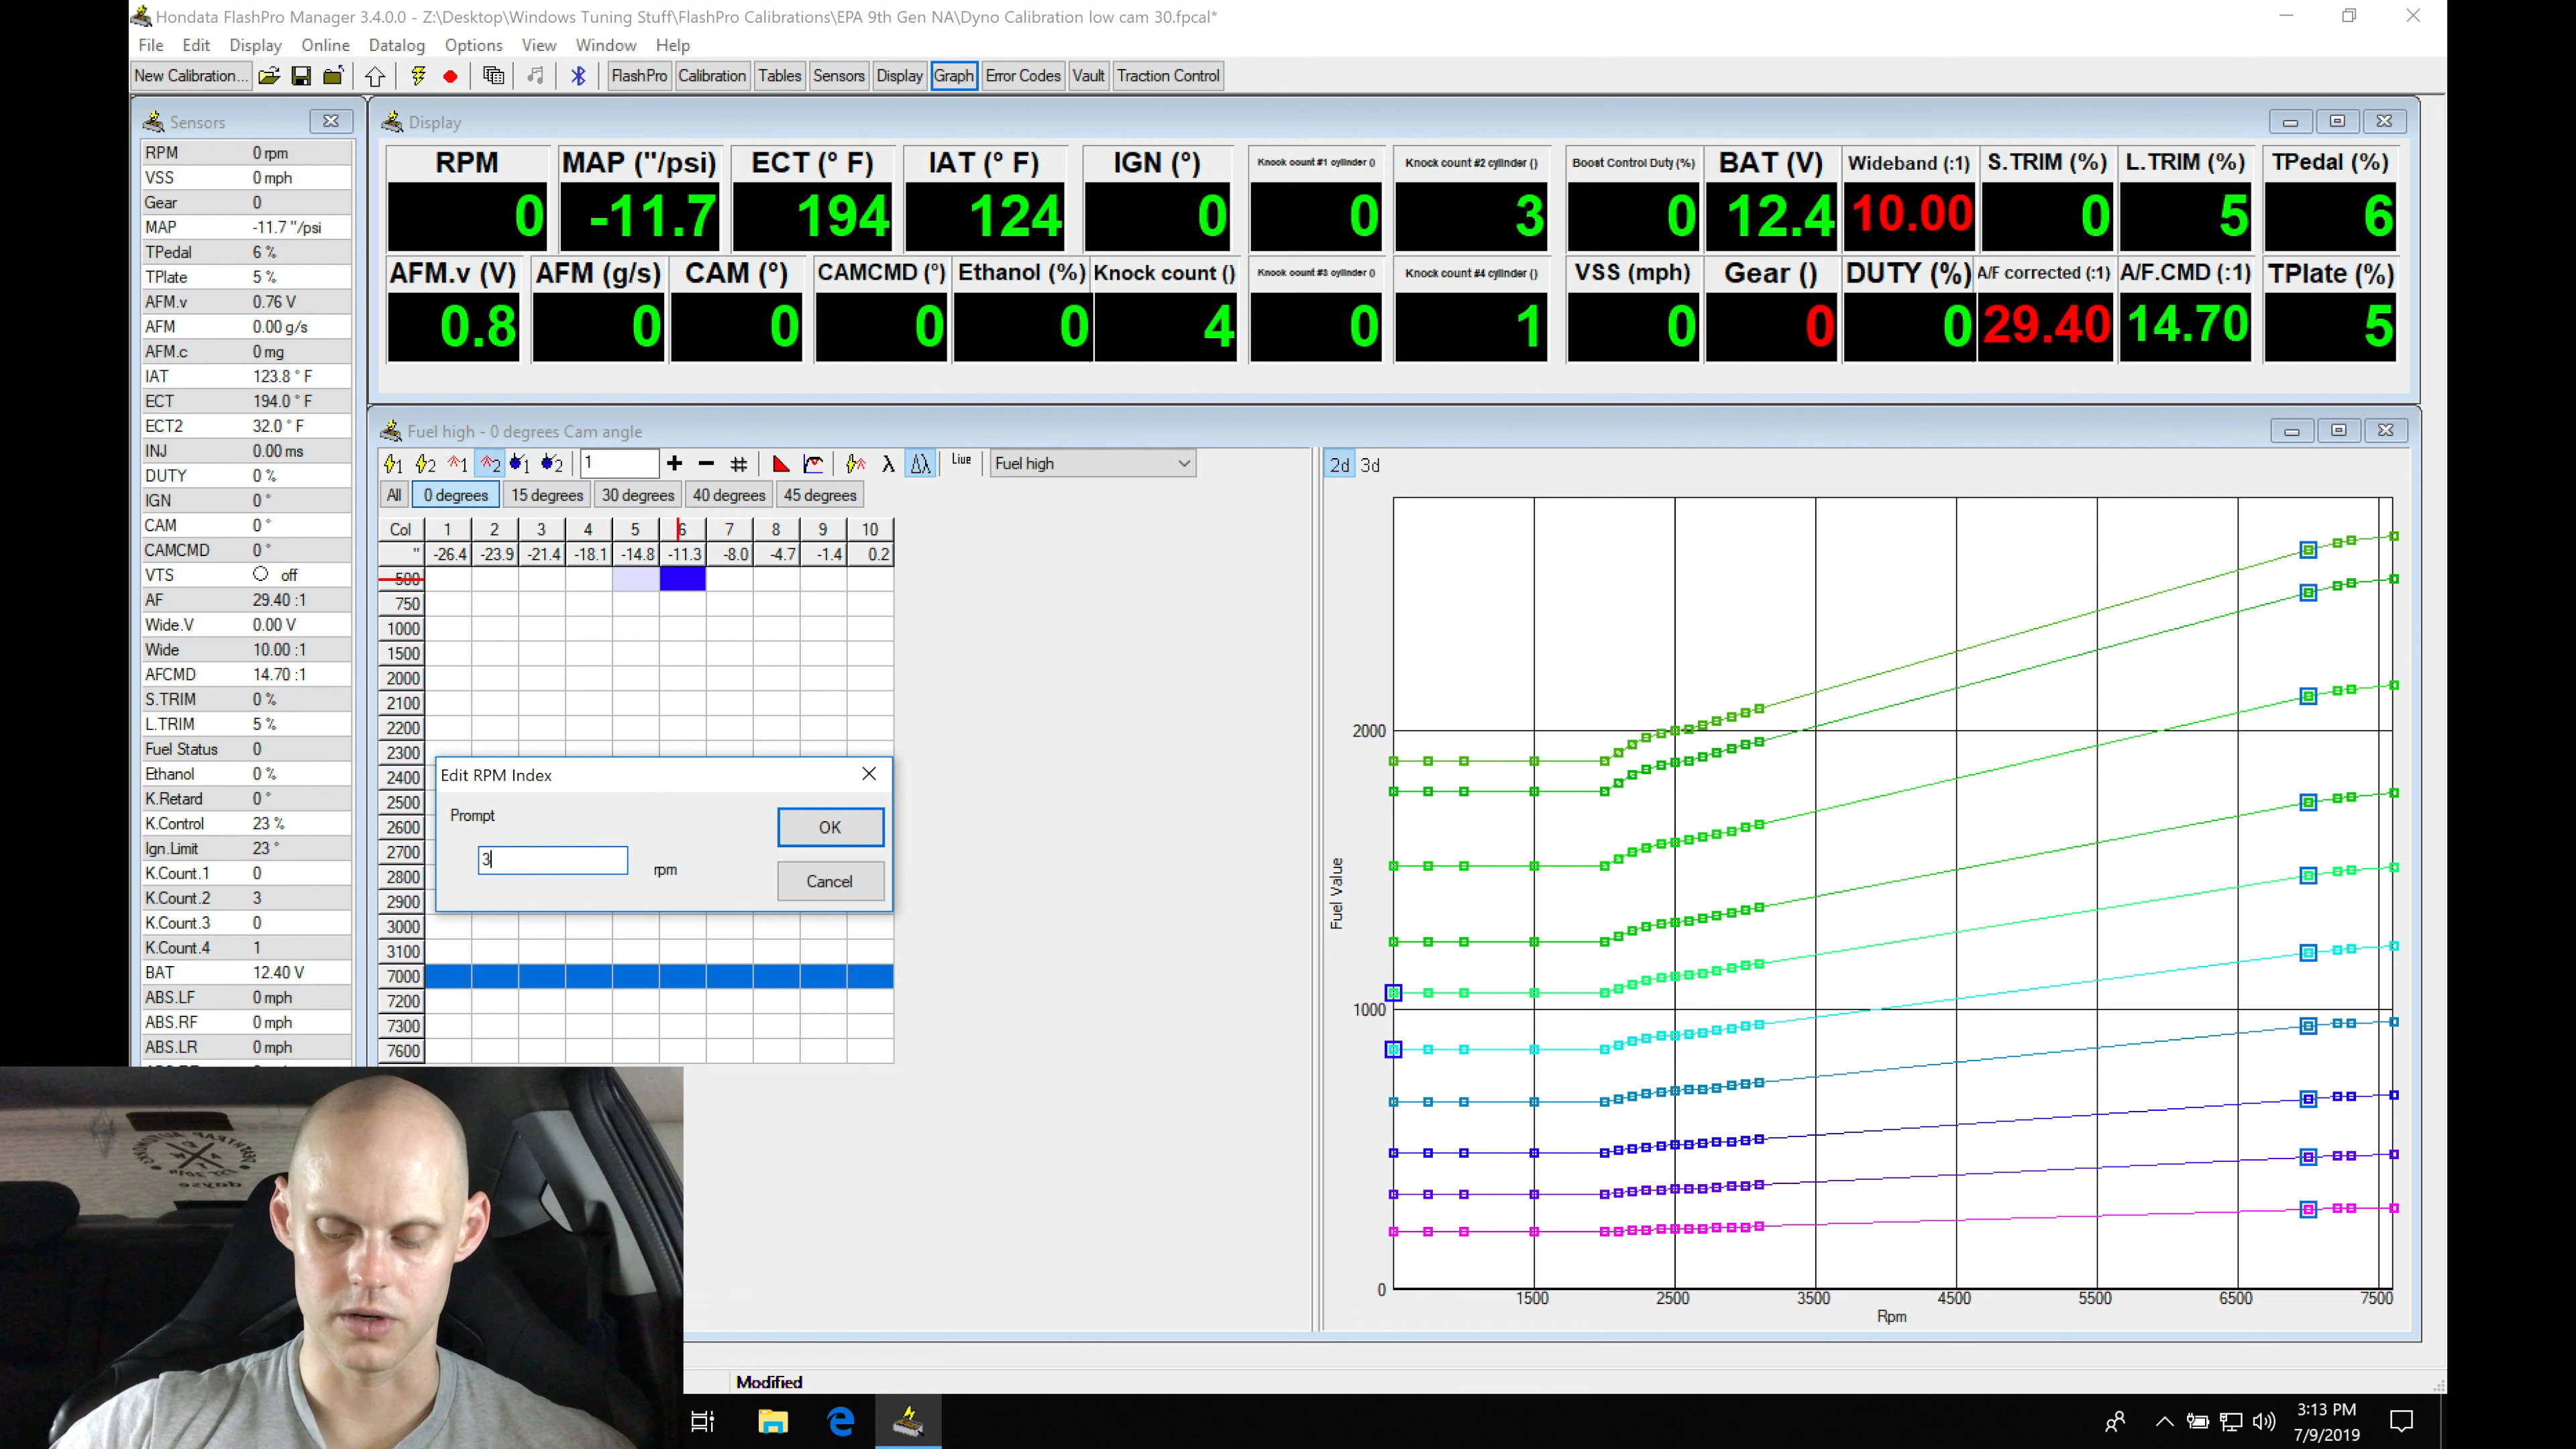 Hondata FlashPro Manager 3.4.0.0 - Z:\Desktop\Windows Tuning Stuff\FlashPro Calibrations\EPA 9th Gen NA\Dyno Calibration low cam 30.fpcal*
File Edit Display Online Calibration Datalog Options View Window Help
New Calibration... FlashPro Calibration Tables Sensors Display Graph Error Codes Vault Traction Control
Sensors
RPM 0 rpm
VSS 0 mph
Gear 0
MAP -11.7 "/psi
TPedal 6 %
TPlate 5 %
AFM.v 0.76 V
AFM 0.00 g/s
AFM.c 0 mg
IAT 123.8 ° F
ECT 194.0 ° F
ECT2 32.0 ° F
INJ 0.00 ms
DUTY 0 %
IGN 0 °
CAM 0 °
CAMCMD 0 °
VTS off
AF 29.40 :1
Wide.V 0.00 V
Wide 10.00 :1
AFCMD 14.70 :1
S.TRIM 0 %
L.TRIM 5 %
Fuel Status 0
Ethanol 0 %
K.Retard 0 °
K.Control 23 %
Ign.Limit 23 °
K.Count.1 0
K.Count.2 3
K.Count.3 0
K.Count.4 1
BAT 12.40 V
ABS.LF 0 mph
ABS.RF 0 mph
ABS.LR 0 mph
Display
RPM MAP ("/psi) ECT (° F) IAT (° F) IGN (°) Knock count #1 cylinder () Knock count #2 cylinder () Boost Control Duty (%) BAT (V) Wideband (:1) S.TRIM (%) L.TRIM (%) TPedal (%)
0 -11.7 194 124 0 0 3 0 12.4 10.00 0 5 6
AFM.v (V) AFM (g/s) CAM (°) CAMCMD (°) Ethanol (%) Knock count () Knock count #3 cylinder () Knock count #4 cylinder () VSS (mph) Gear () DUTY (%) A/F corrected (:1) A/F.CMD (:1) TPlate (%)
0.8 0 0 0 0 4 0 1 0 0 0 29.40 14.70 5
Fuel high - 0 degrees Cam angle
1 2 1 2 1 2 1 + - # λ Δλ Live Fuel high
All 0 degrees 15 degrees 30 degrees 40 degrees 45 degrees
Col 1 2 3 4 5 6 7 8 9 10
" -26.4 -23.9 -21.4 -18.1 -14.8 -11.3 -8.0 -4.7 -1.4 0.2
500
750
1000
1500
2000
2100
2200
2300
2400
2500
2600
2700
2800
2900
3000
3100
7000
7200
7300
7600
Edit RPM Index
Prompt
3
rpm
OK
Cancel
2d 3d
2000
1000
0
Fuel Value
1500 2500 3500 4500 5500 6500 7500
Rpm
Modified
3:13 PM
7/9/2019